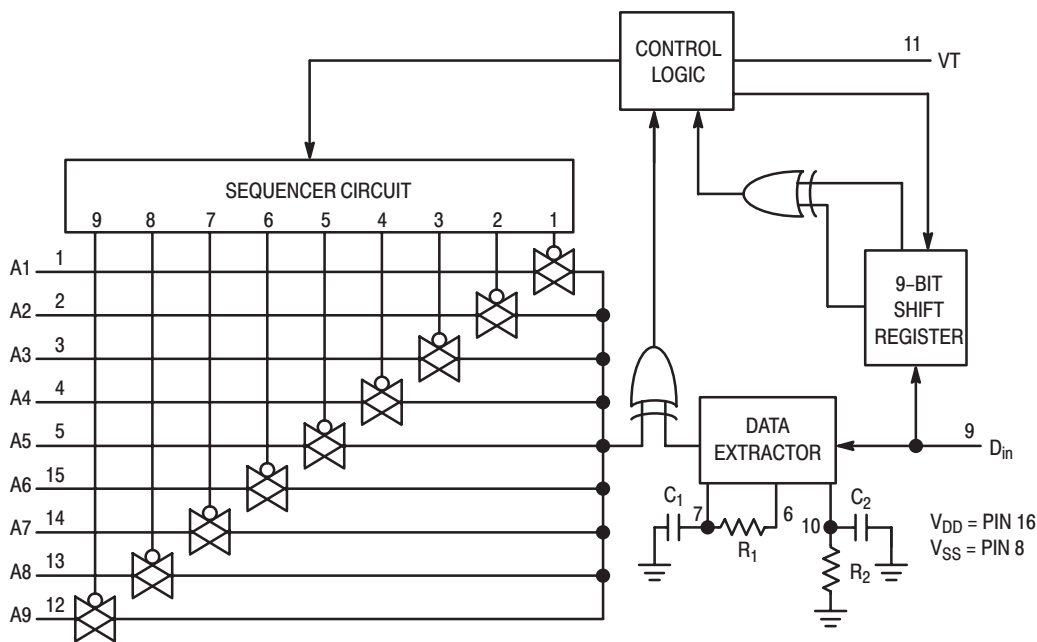 CONTROL
LOGIC
11
VT
SEQUENCER CIRCUIT
9 8 7 6 5 4 3 2 1
A1 1
A2 2
A3 3
A4 4
A5 5
A6 15
A7 14
A8 13
A9 12
9–BIT
SHIFT
REGISTER
DATA
EXTRACTOR
9
Din
C1
7
R1
6
10
C2
R2
VDD = PIN 16
VSS = PIN 8